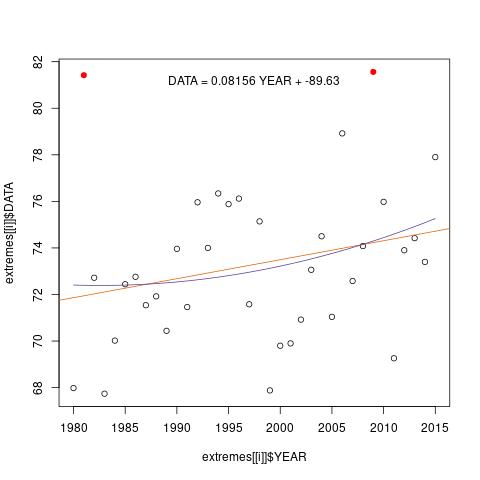 DATA = 0.08156 YEAR + -89.63
82
80
78
76
74
72
70
68
extremes[[i]]$DATA
1980 1985 1990 1995 2000 2005 2010 2015
extremes[[i]]$YEAR